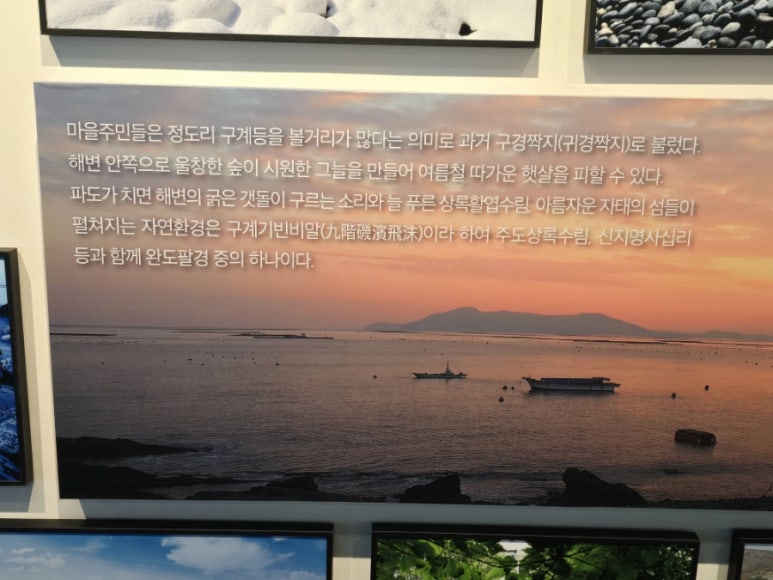 마을주민들은 정도리 구계등을 볼거리가 많다는 의미로 과거 구경짝지(귀경짝지)로 불렀다.
해변 안쪽으로 울창한 숲이 시원한 그늘을 만들어 여름철 따가운 햇살을 피할 수 있다.
파도가 치면 해변의 굵은 갯돌이 구르는 소리와 늘 푸른 상록활엽수림, 아름자운 자태의 섬들이
펼쳐지는 자연환경은 구계기빈비말(九階磯濱飛沫)이라 하여 주도상록수림, 신지명사십리
등과 함께 완도팔경 중의 하나이다.